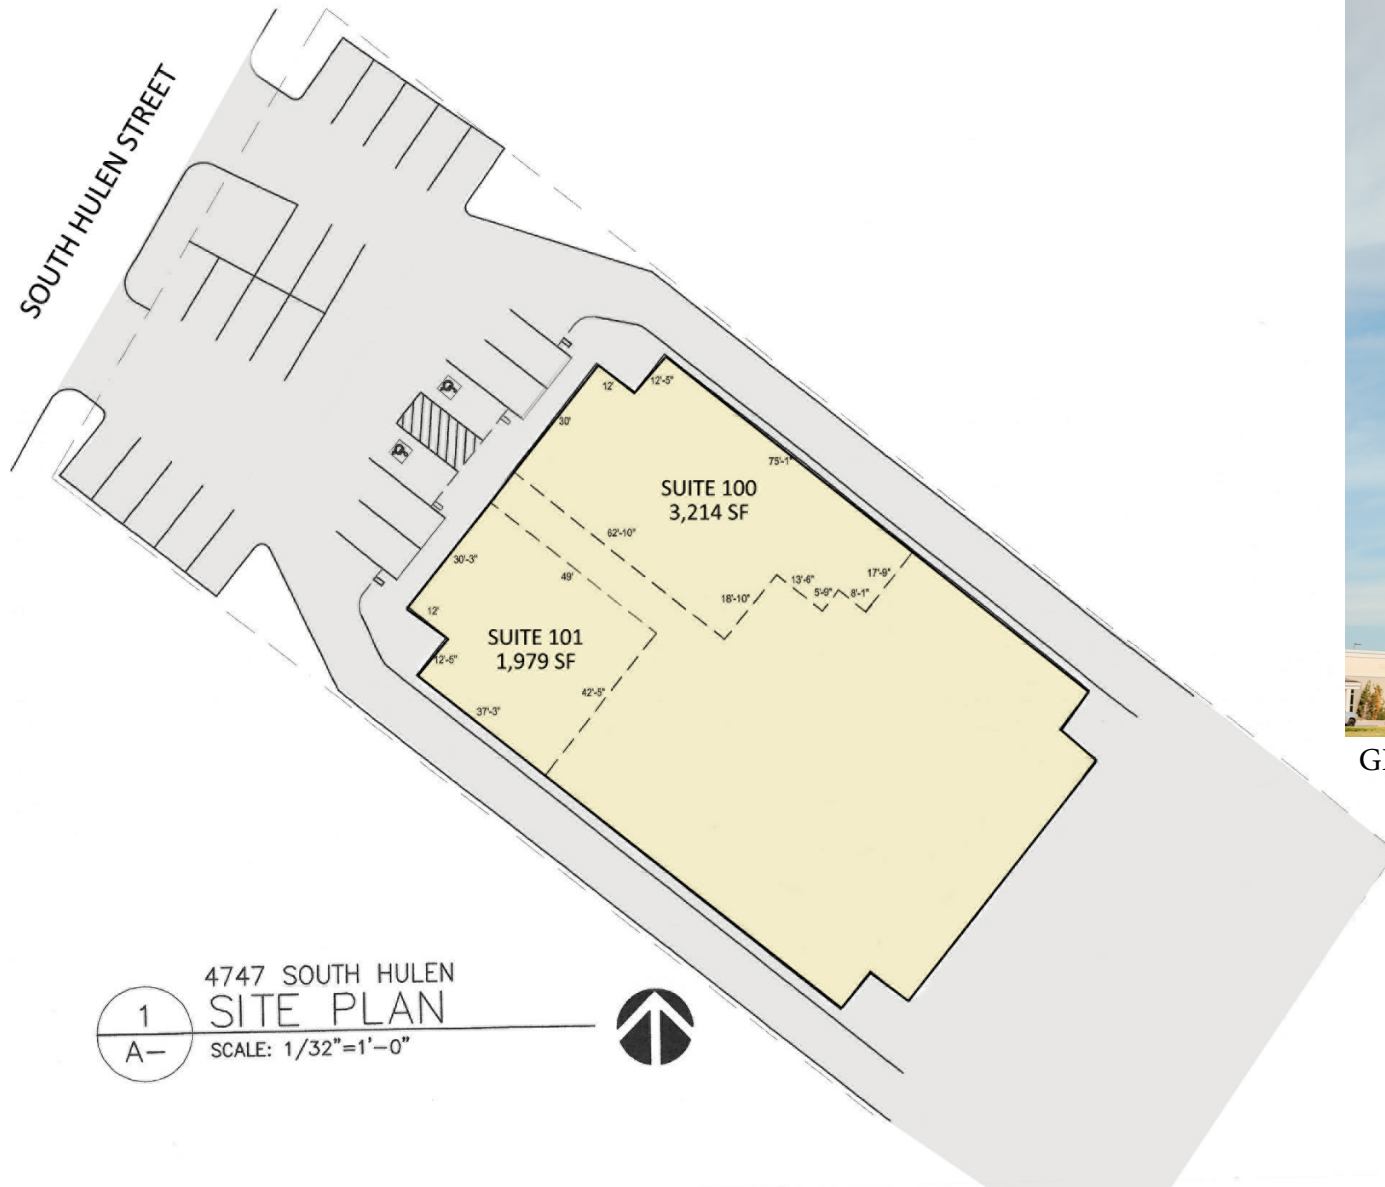 SOUTH HULEN STREET
12'
12'-5"
30'
75'-1"
SUITE 100
3,214 SF
62'-10"
17'-9"
13'-6"
5'-9"
8'-1"
18'-10"
30'-3"
49'
12'
SUITE 101
1,979 SF
12'-5"
42'-5"
37'-3"
4747 SOUTH HULEN
1
SITE PLAN
A-
SCALE: 1/32"=1'-0"